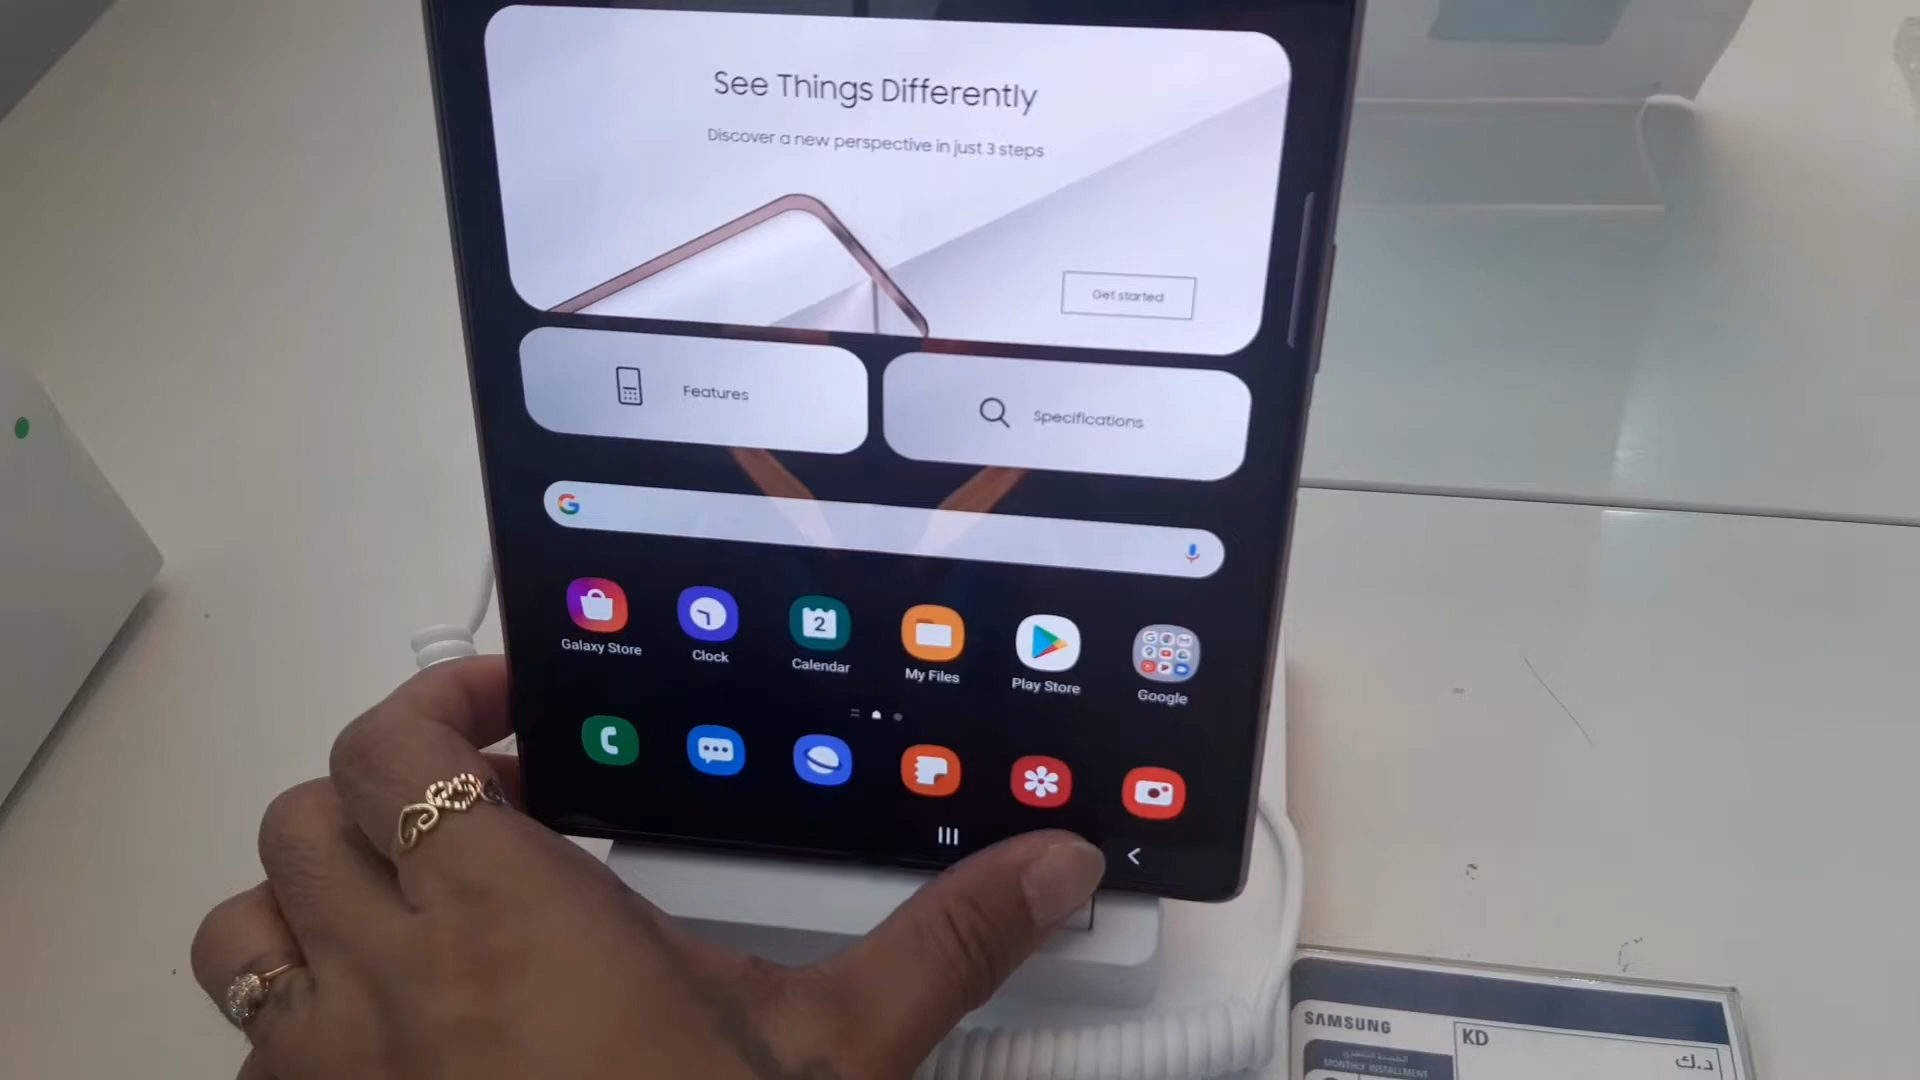 See Things Differently
Discover a new perspective in just 3 steps
Get started
Features
Specifications
G
Galaxy Store
Clock
2
Calendar
My Files
Play Store
Google
SAMSUNG
KD
د.ك
MONTHLY INSTALLMENT